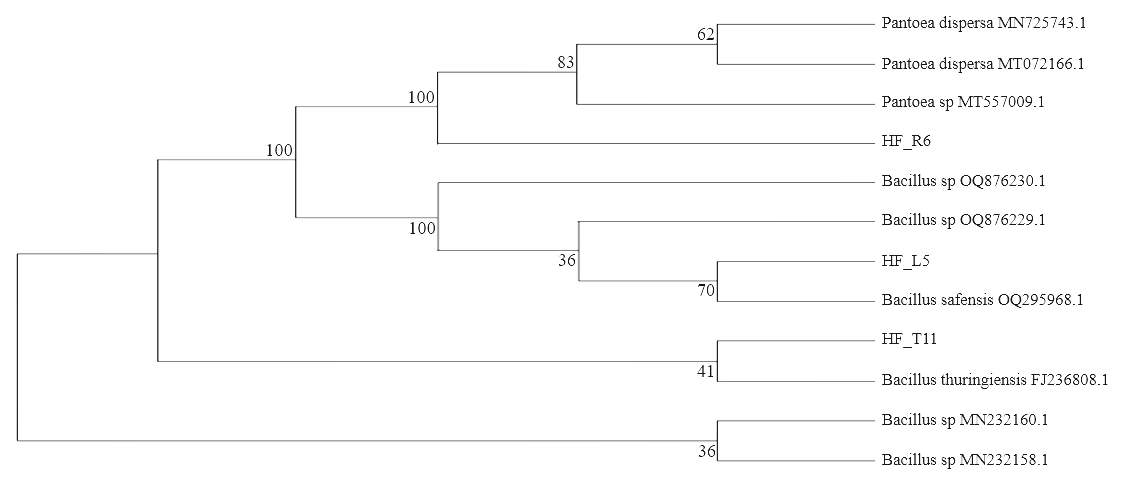 Pantoea dispersa MN725743.1
62
Pantoea dispersa MT072166.1
83
100
Pantoea sp MT557009.1
HF_R6
100
Bacillus sp OQ876230.1
Bacillus sp OQ876229.1
100
36
HF_L5
70
Bacillus safensis OQ295968.1
HF_T11
41
Bacillus thuringiensis FJ236808.1
Bacillus sp MN232160.1
36
Bacillus sp MN232158.1